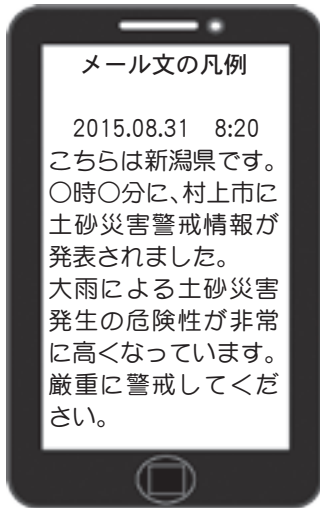 メール文の凡例
2015.08.31 8:20
こちらは新潟県です。
○時○分に、村上市に
土砂災害警戒情報が
発表されました。
大雨による土砂災害
発生の危険性が非常
に高くなっています。
厳重に警戒してくだ
さい。